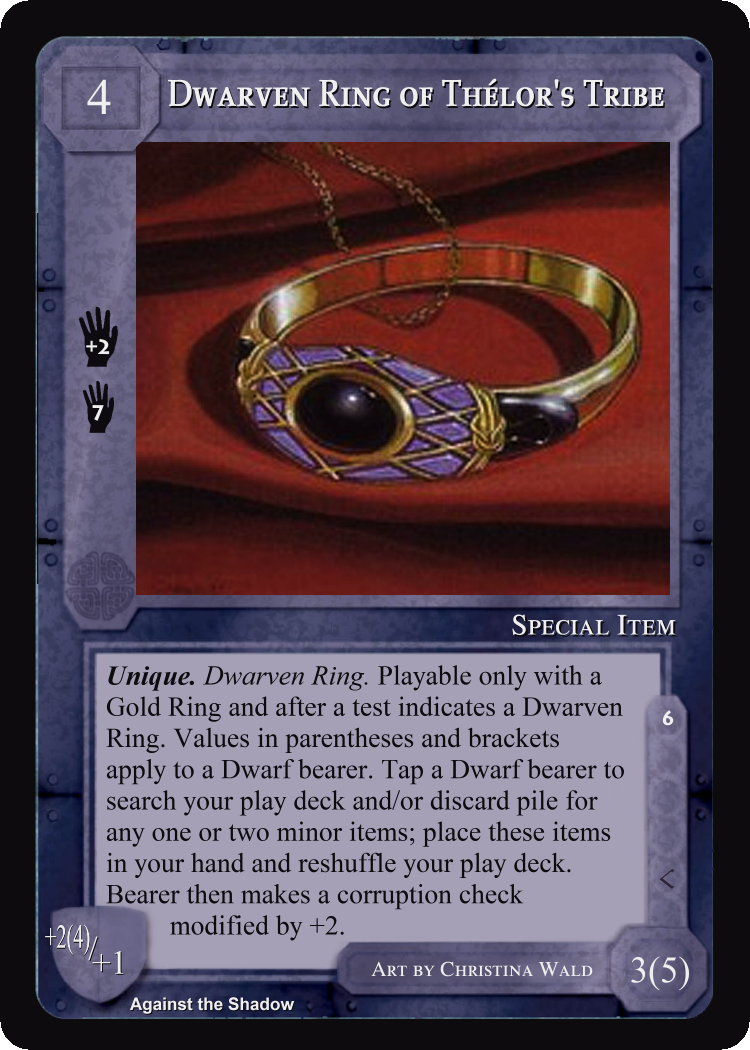 4
Dwarven Ring of Thélor's Tribe
+2
7
Special Item
Unique. Dwarven Ring. Playable only with a
Gold Ring and after a test indicates a Dwarven
Ring. Values in parentheses and brackets
apply to a Dwarf bearer. Tap a Dwarf bearer to
search your play deck and/or discard pile for
any one or two minor items; place these items
in your hand and reshuffle your play deck.
Bearer then makes a corruption check
modified by +2.
6
<
+2(4)/+1
Art by Christina Wald
3(5)
Against the Shadow